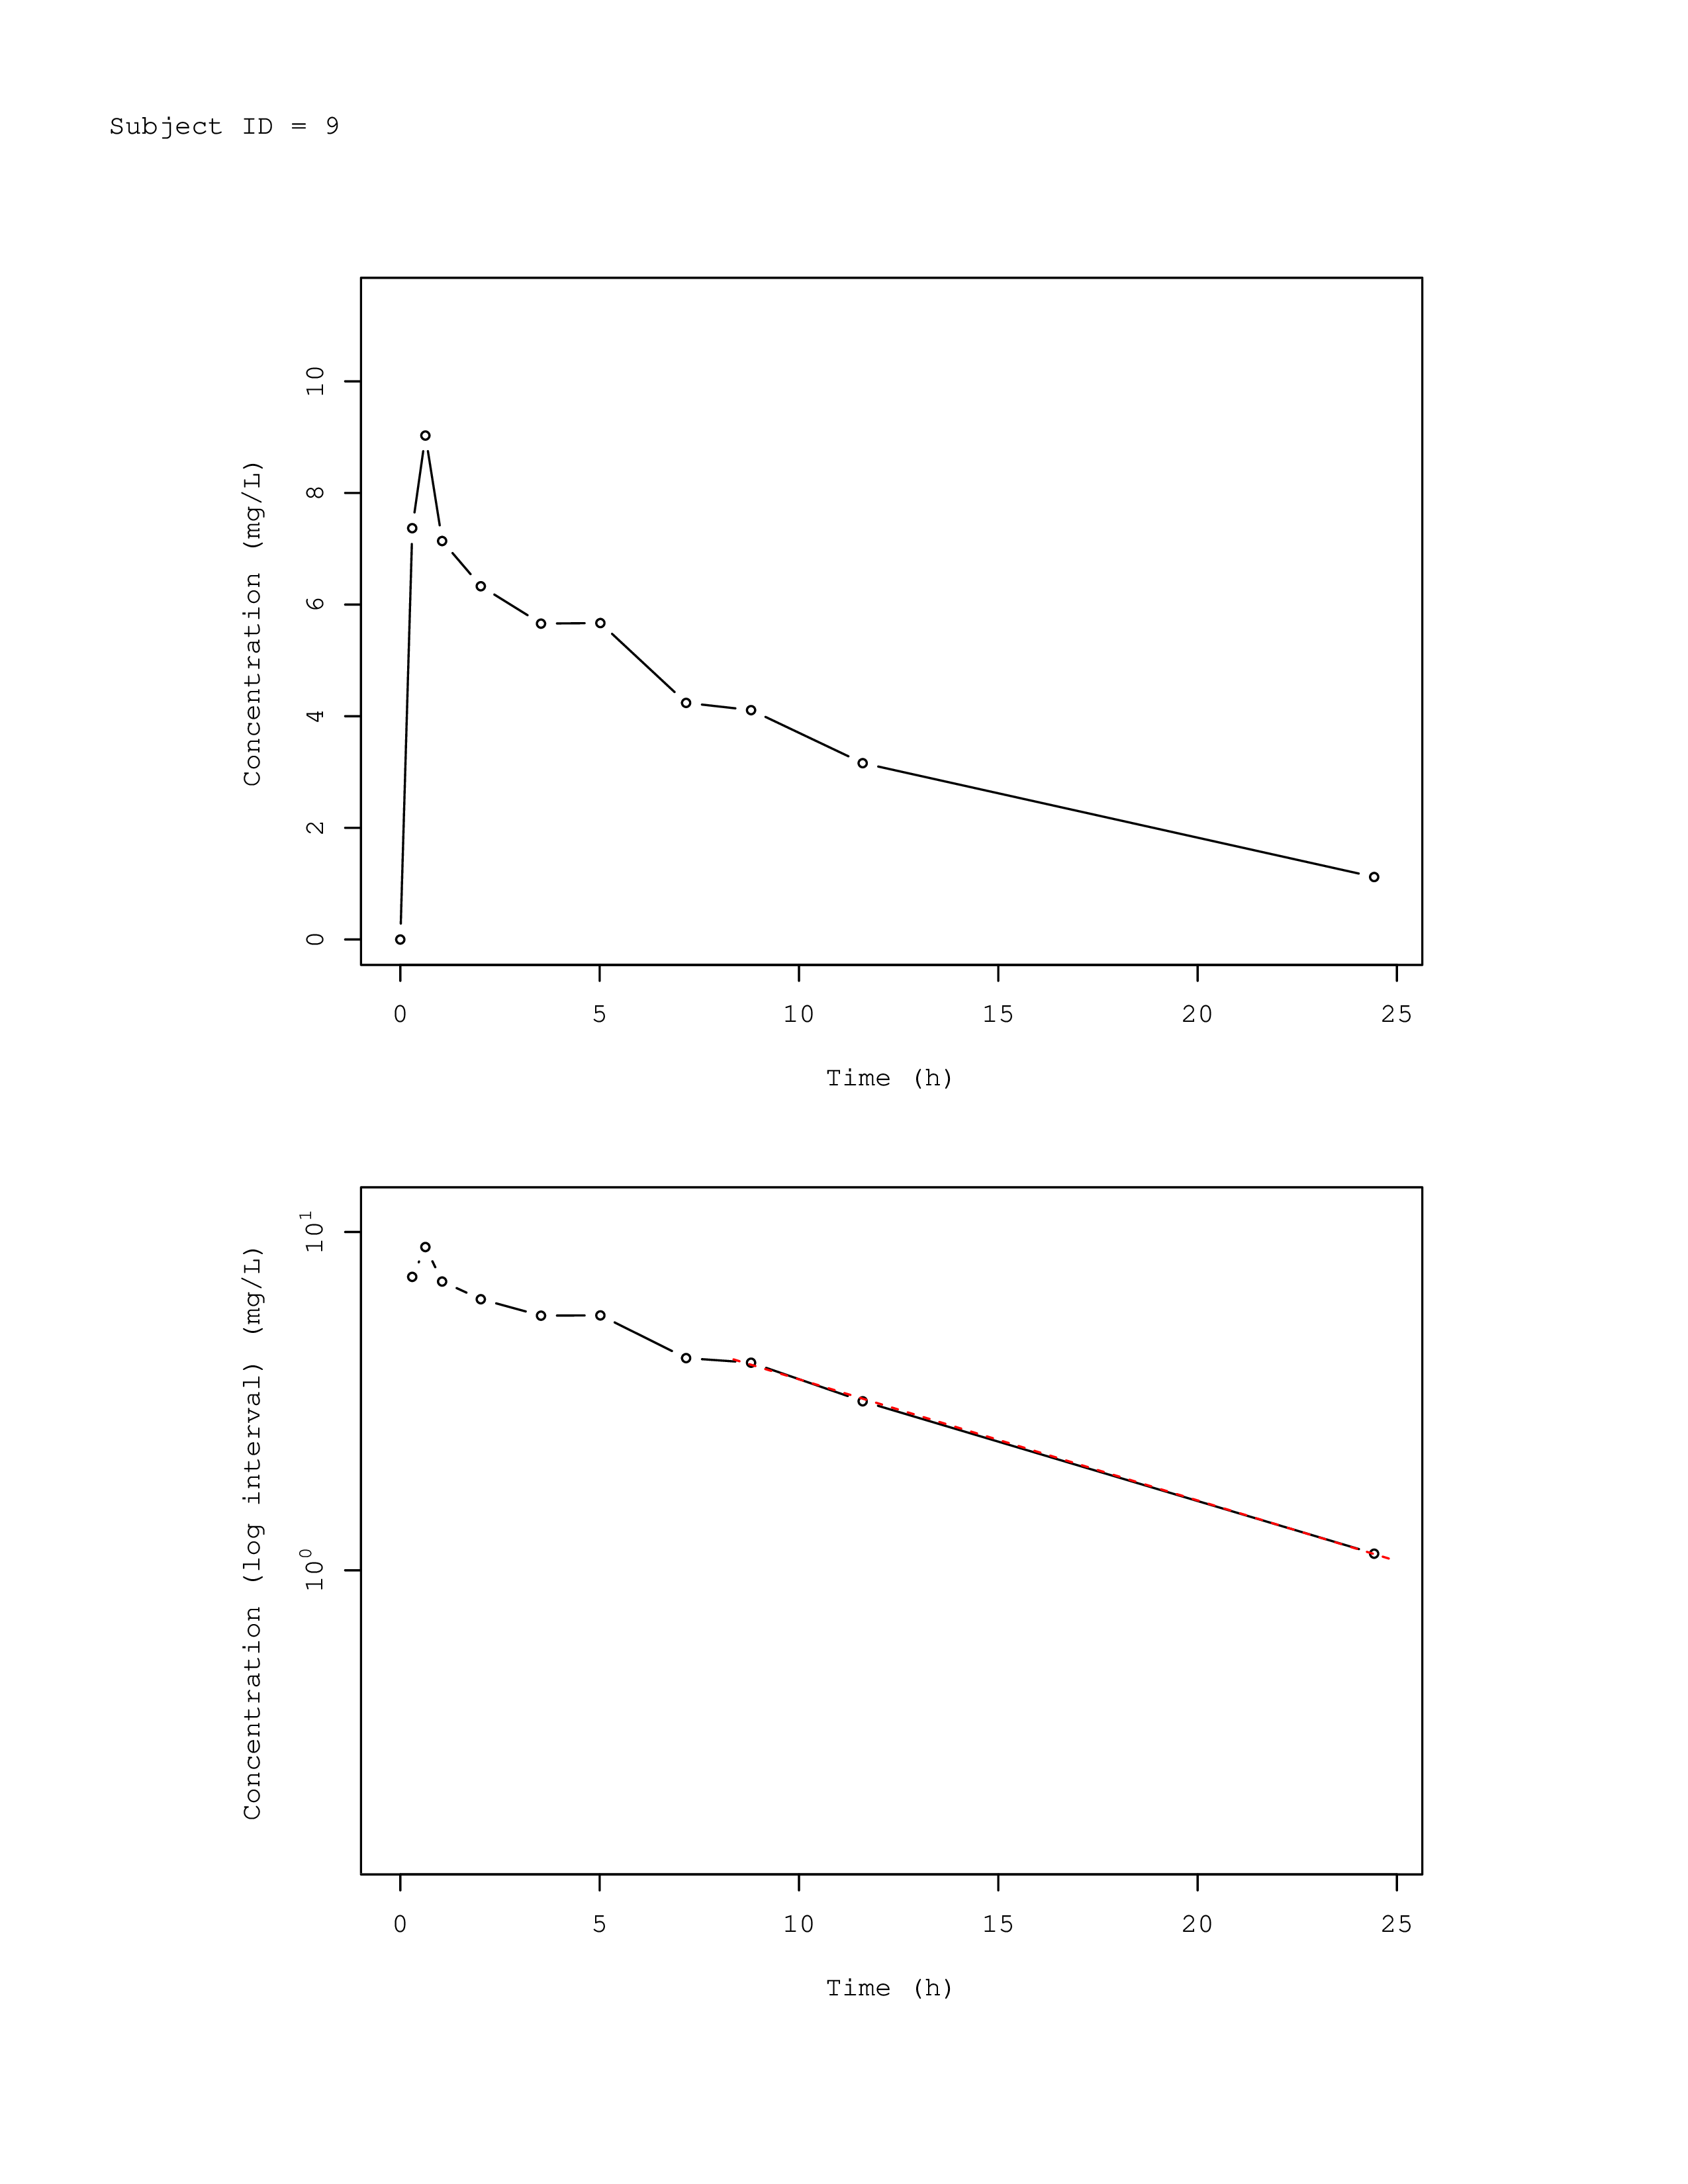 Subject ID = 9
Concentration (mg/L)
10
8
6
4
2
0
0 5 10 15 20 25
Time (h)
Concentration (log interval) (mg/L)
10^1
10^0
0 5 10 15 20 25
Time (h)